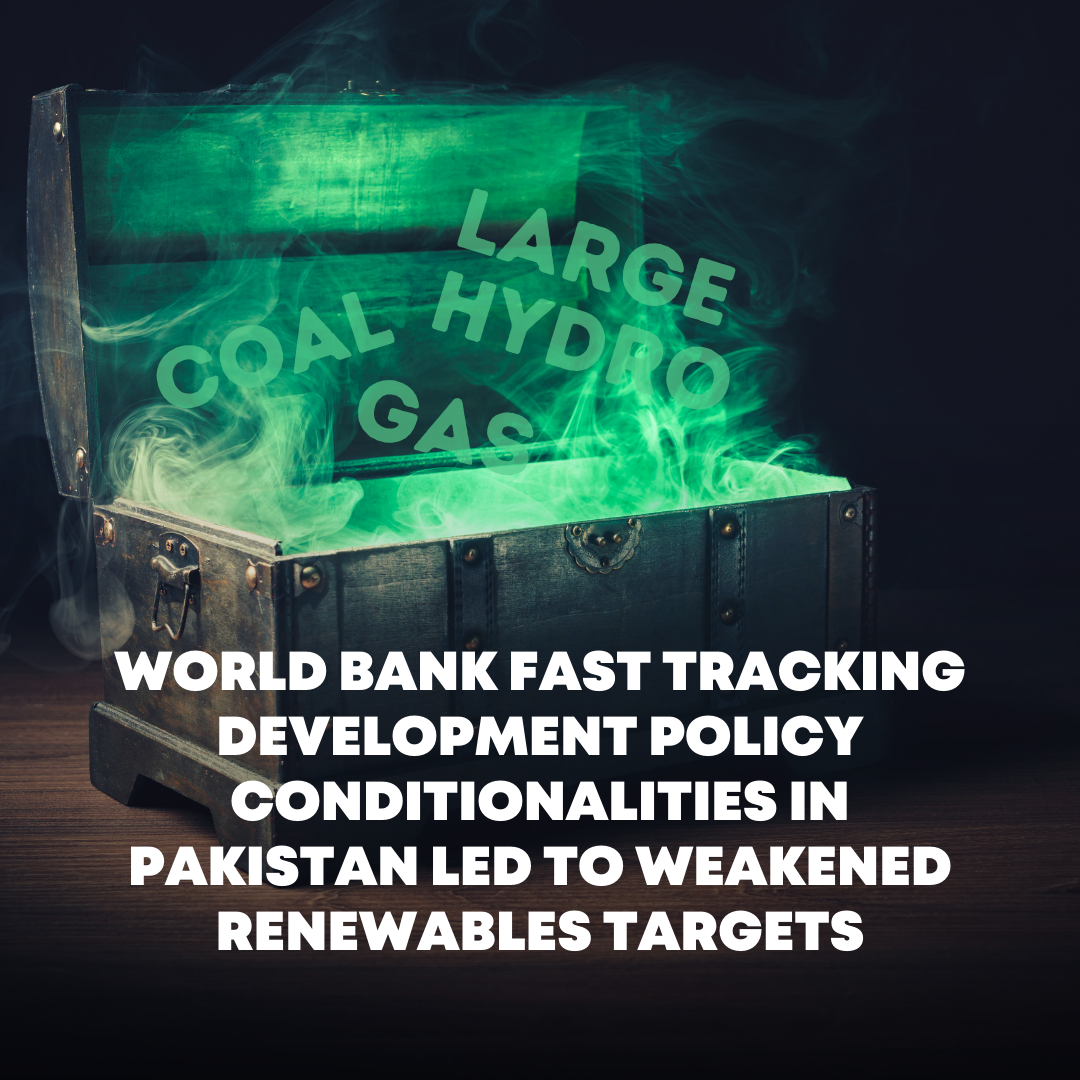 LARGE
HYDRO
COAL
GAS
WORLD BANK FAST TRACKING
DEVELOPMENT POLICY
CONDITIONALITIES IN
PAKISTAN LED TO WEAKENED
RENEWABLES TARGETS